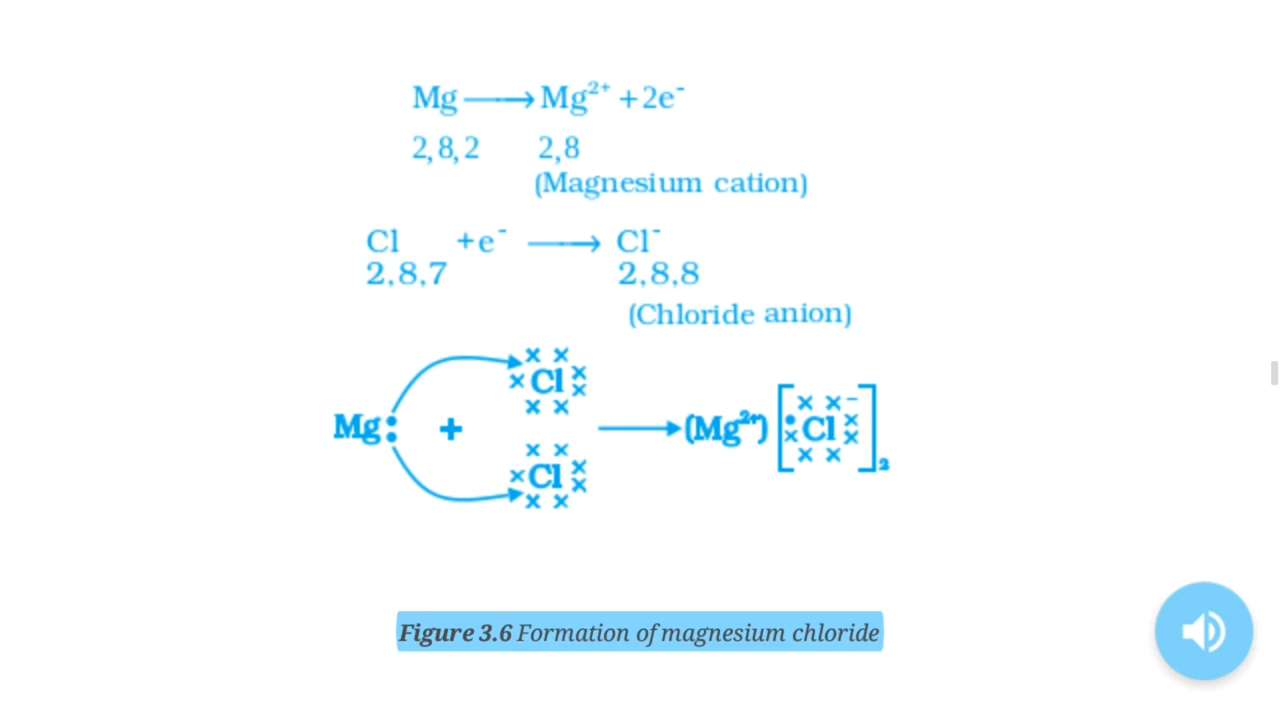 Mg ⟶ Mg²⁺ +2e⁻
2,8,2 2,8
(Magnesium cation)
Cl +e⁻ ⟶ Cl⁻
2,8,7 2,8,8
(Chloride anion)
× ×
×Cl ××
× ×
Mg: + ⟶ (Mg²⁺) [Cl⁻]₂
× ×
×Cl ××
× ×
Figure 3.6 Formation of magnesium chloride